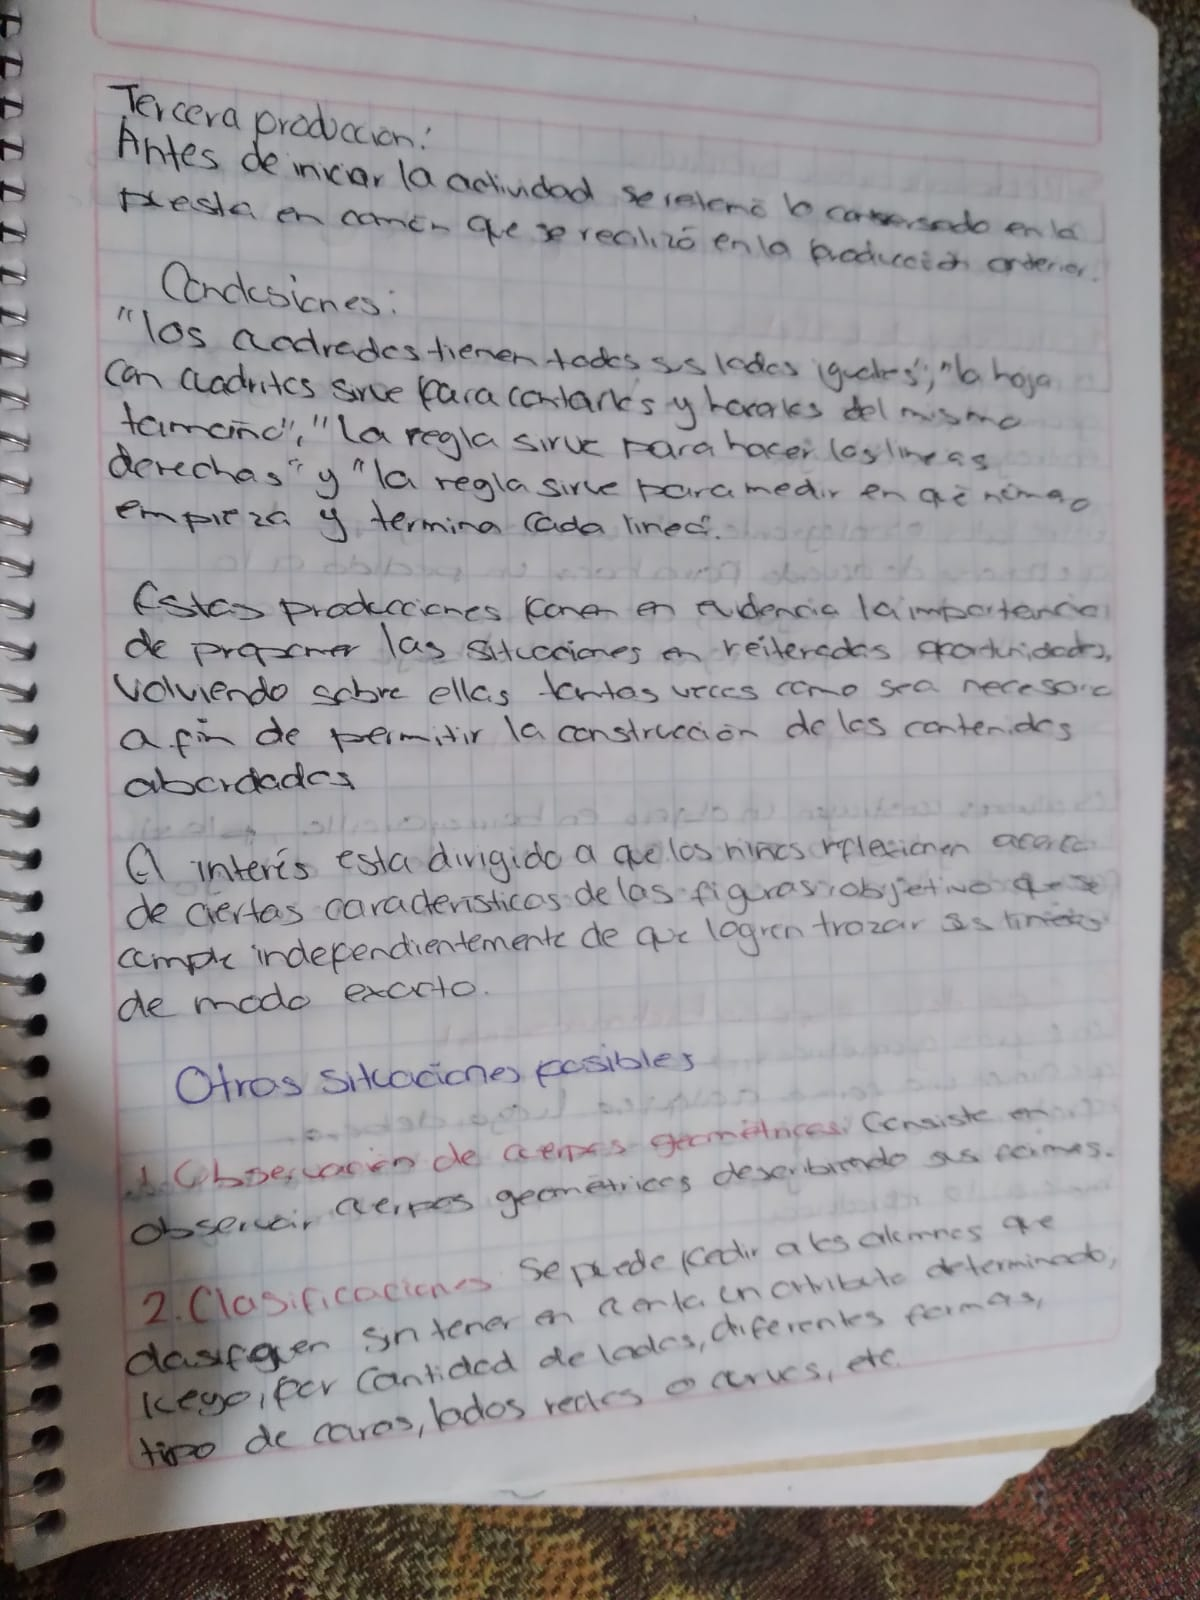 Tercera produccion:
Antes de iniciar la actividad se retomó lo conversado en la
puesta en común que se realizó en la producción anterior.
Conclusiones:
"los cuadrados tienen todos sus lados iguales", "la hoja
con cuadritos sirve para contarlos y hacerlos del mismo
tamaño", "La regla sirve para hacer las lineas
derechas" y "la regla sirve para medir en qué número
empieza y termina cada linea".
Estas producciones ponen en evidencia la importancia
de proponer las situaciones en reiteradas oportunidades,
volviendo sobre ellas tantas veces como sea necesario
a fin de permitir la construcción de los contenidos
abordados
El interés esta dirigido a que los niños reflexionen acerca
de ciertas características de las figuras, objetivo que se
cumple independientemente de que logren trazar sus lineas
de modo exacto.
Otras situaciones posibles
1. Observación de cuerpos geométricos. Consiste en
observar cuerpos geométricos describiendo sus formas.
2. Clasificaciones Se puede pedir a los alumnos que
clasifiquen sin tener en cuenta un atributo determinado,
luego, por cantidad de lados, diferentes formas,
tipo de caras, lados rectos o curvos, etc.